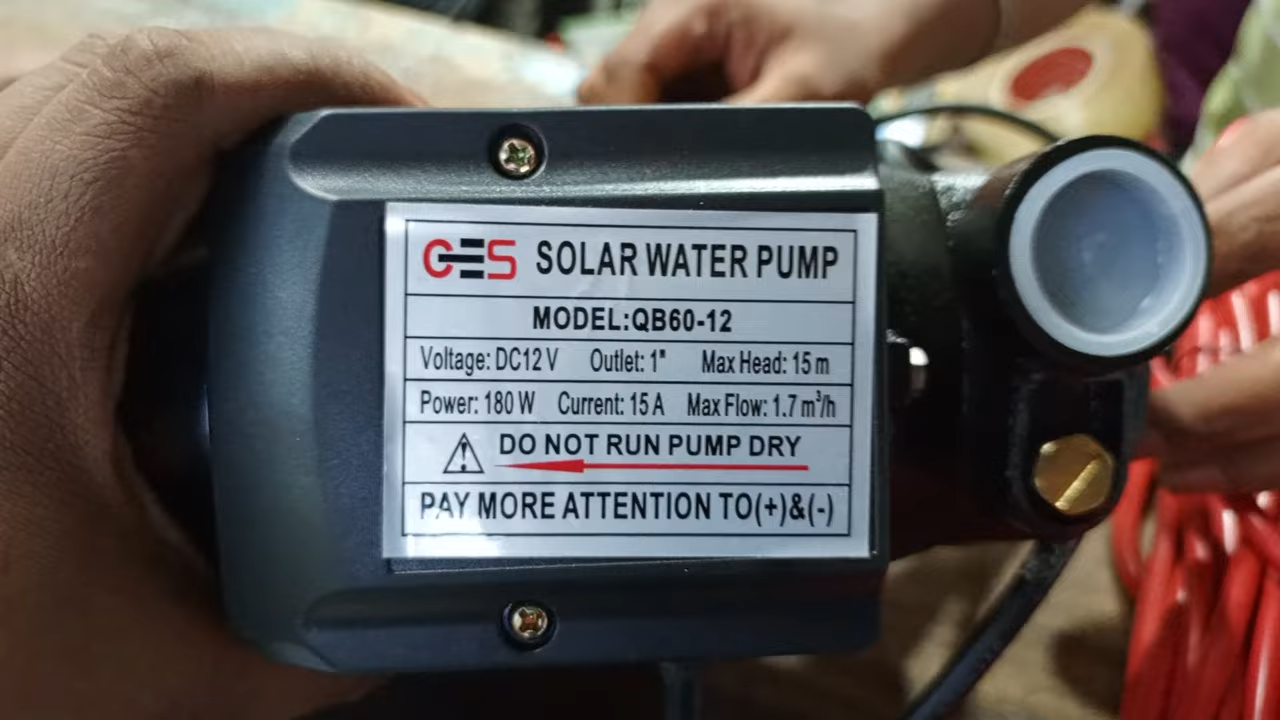 GES SOLAR WATER PUMP
MODEL:QB60-12
Voltage: DC12 V Outlet: 1" Max Head: 15 m
Power: 180 W Current: 15 A Max Flow: 1.7 m³/h
DO NOT RUN PUMP DRY
PAY MORE ATTENTION TO(+)&(-)